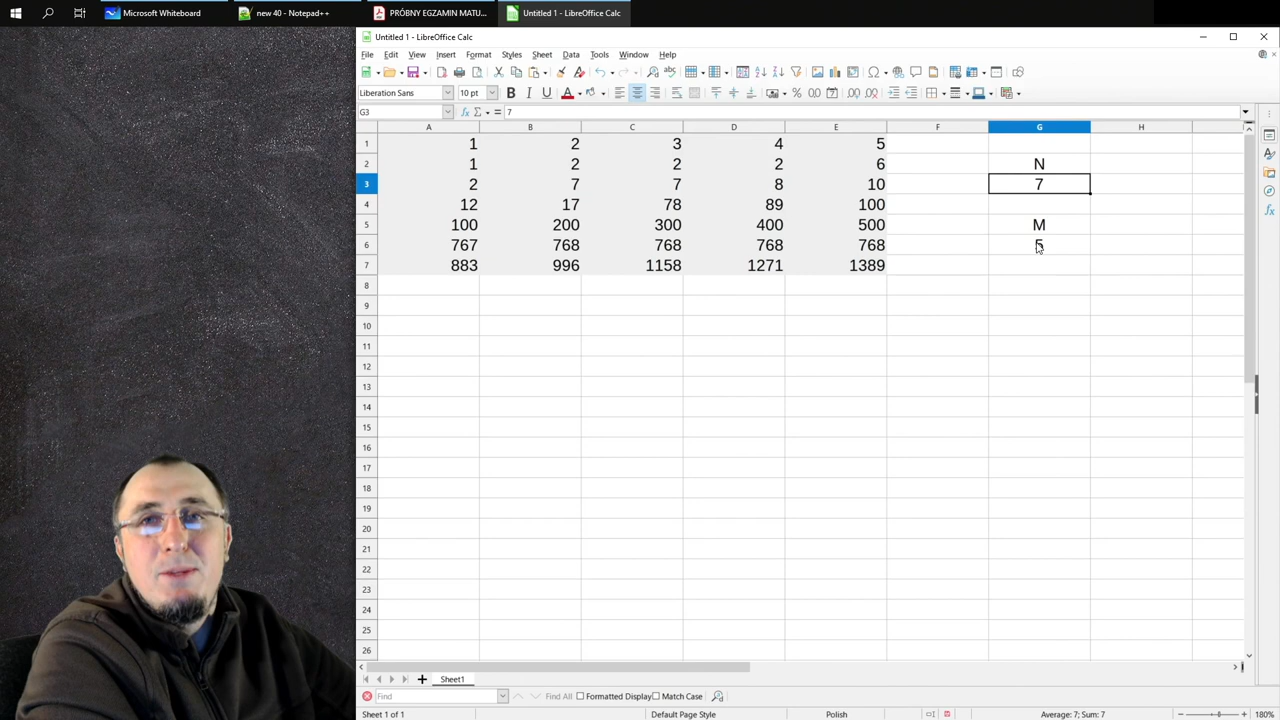 Microsoft Whiteboard
new 40 - Notepad++
PRÓBNY EGZAMIN MATU...
Untitled 1 - LibreOffice Calc
Untitled 1 - LibreOffice Calc
File Edit View Insert Format Styles Sheet Data Tools Window Help
Liberation Sans 10 pt
G3 7
A B C D E F G H
1 1 2 3 4 5
2 1 2 2 2 6 N
3 2 7 7 8 10 7
4 12 17 78 89 100
5 100 200 300 400 500 M
6 767 768 768 768 768 5
7 883 996 1158 1271 1389
8
9
10
11
12
13
14
15
16
17
18
19
20
21
22
23
24
25
26
Sheet1
Find Find All Formatted Display Match Case
Sheet 1 of 1 Default Page Style Polish Average: 7; Sum: 7 180%